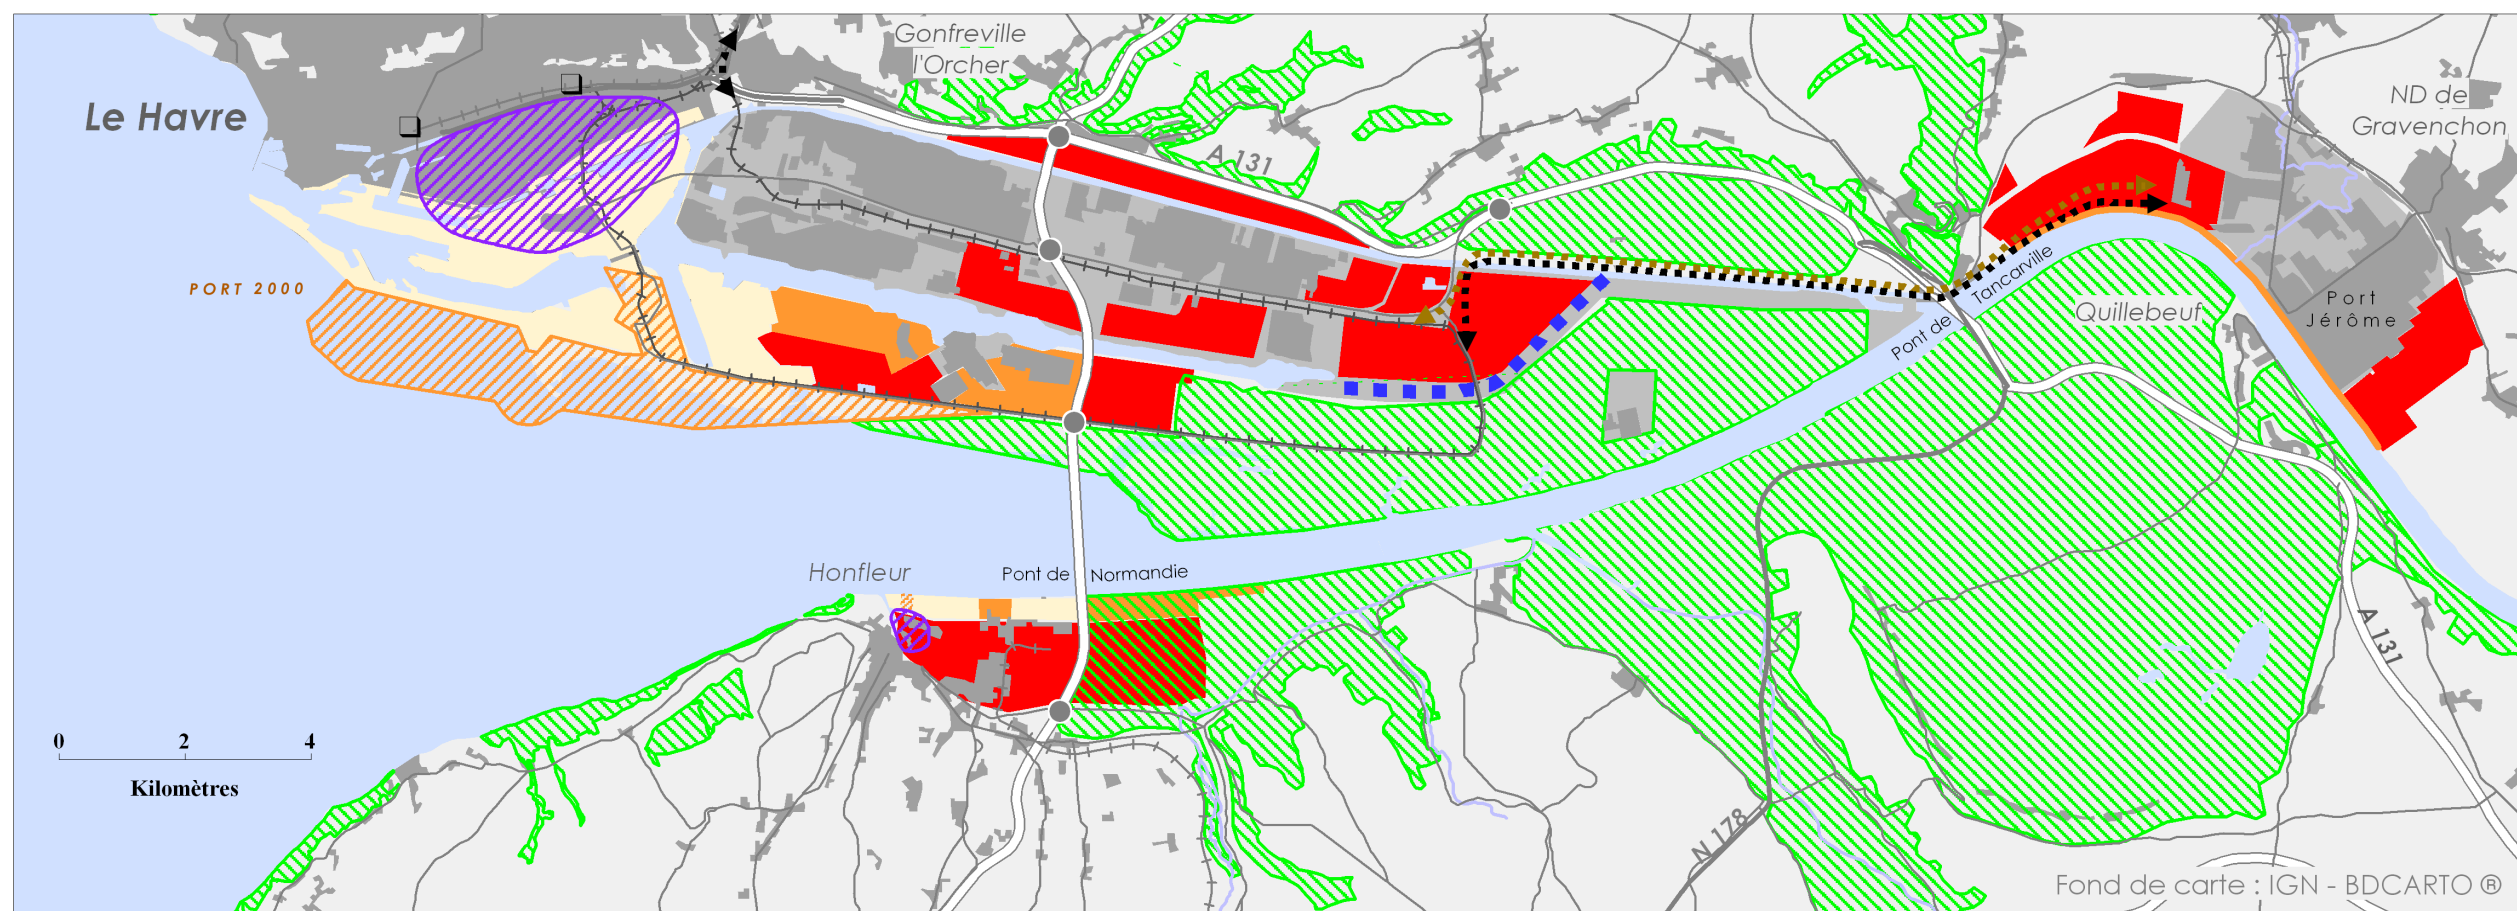 Gonfreville
l'Orcher
A
Le Havre
ND de
Gravenchon
A 131
PORT 2000
Tancarville
Pont de
Quillebeuf
Port
Jérôme
Honfleur
Pont de Normandie
A 131
0 2 4
Kilomètres
N 178
Fond de carte : IGN - BDCARTO ®